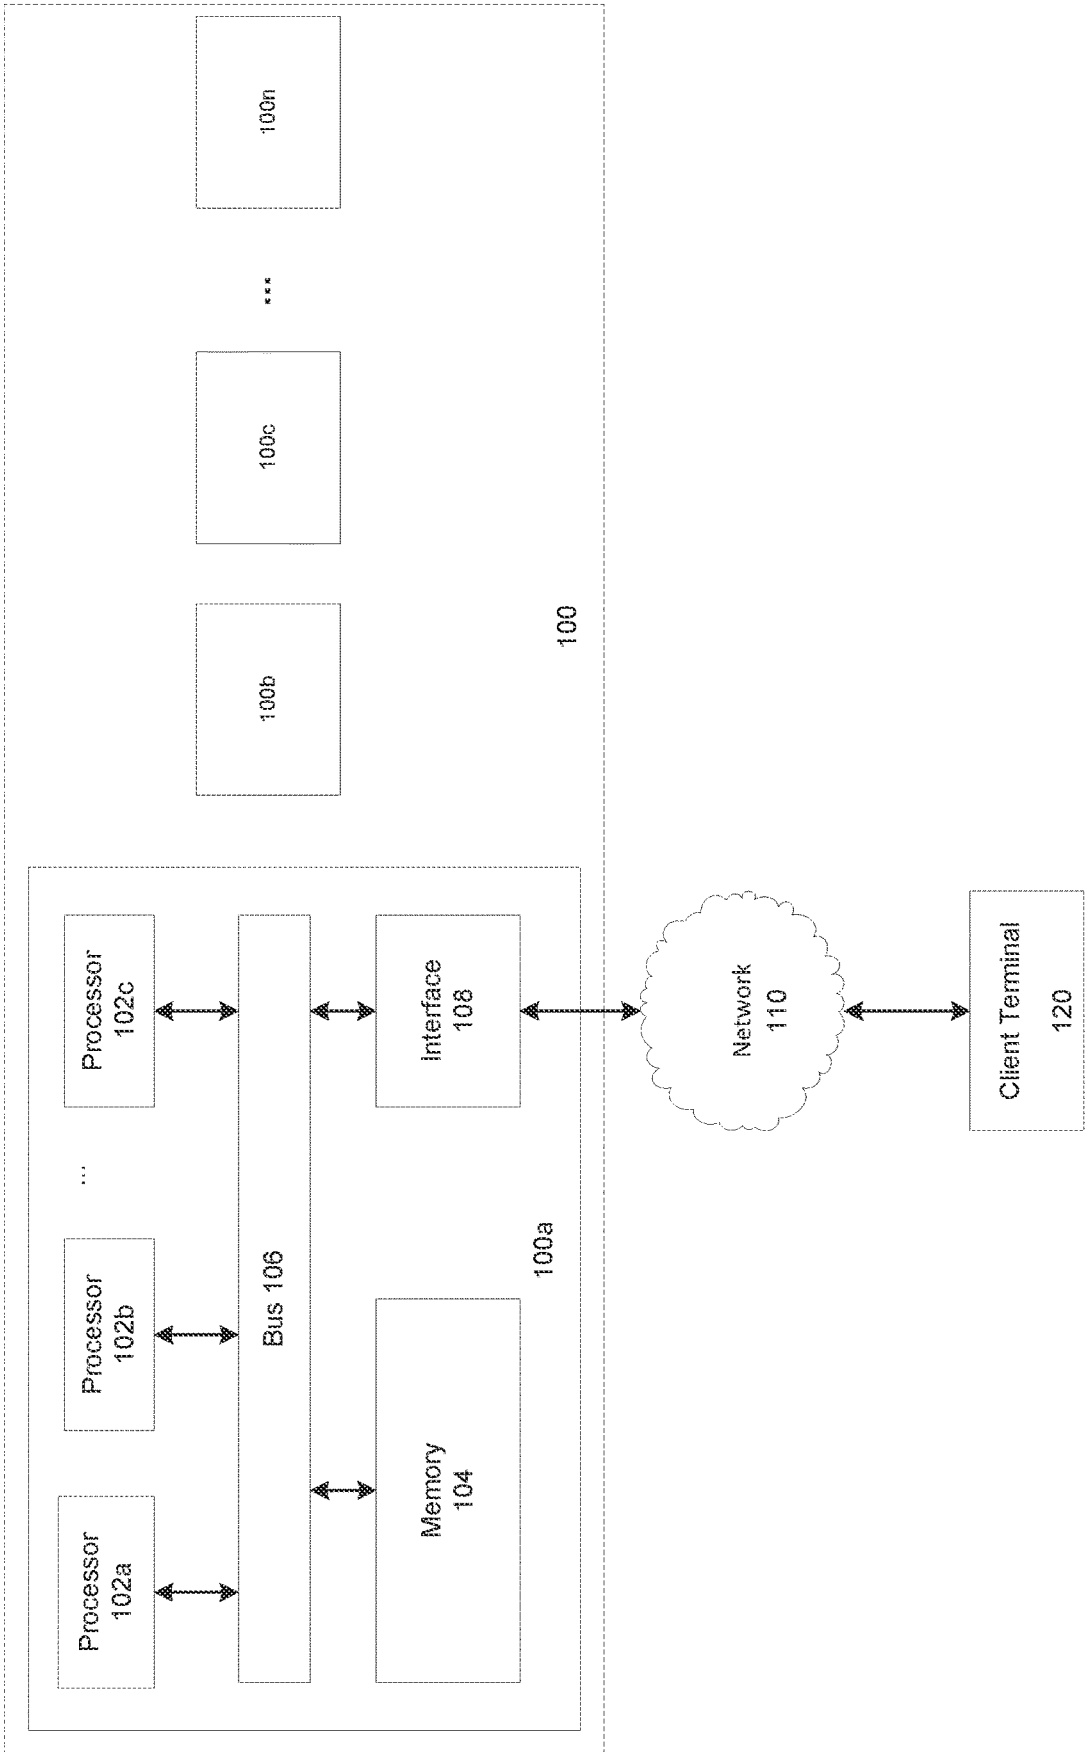 Processor
102a
Processor
102b
...
Processor
102c
Bus 106
Memory
104
Interface
108
100a
100b
100c
...
100n
100
Network
110
Client Terminal
120